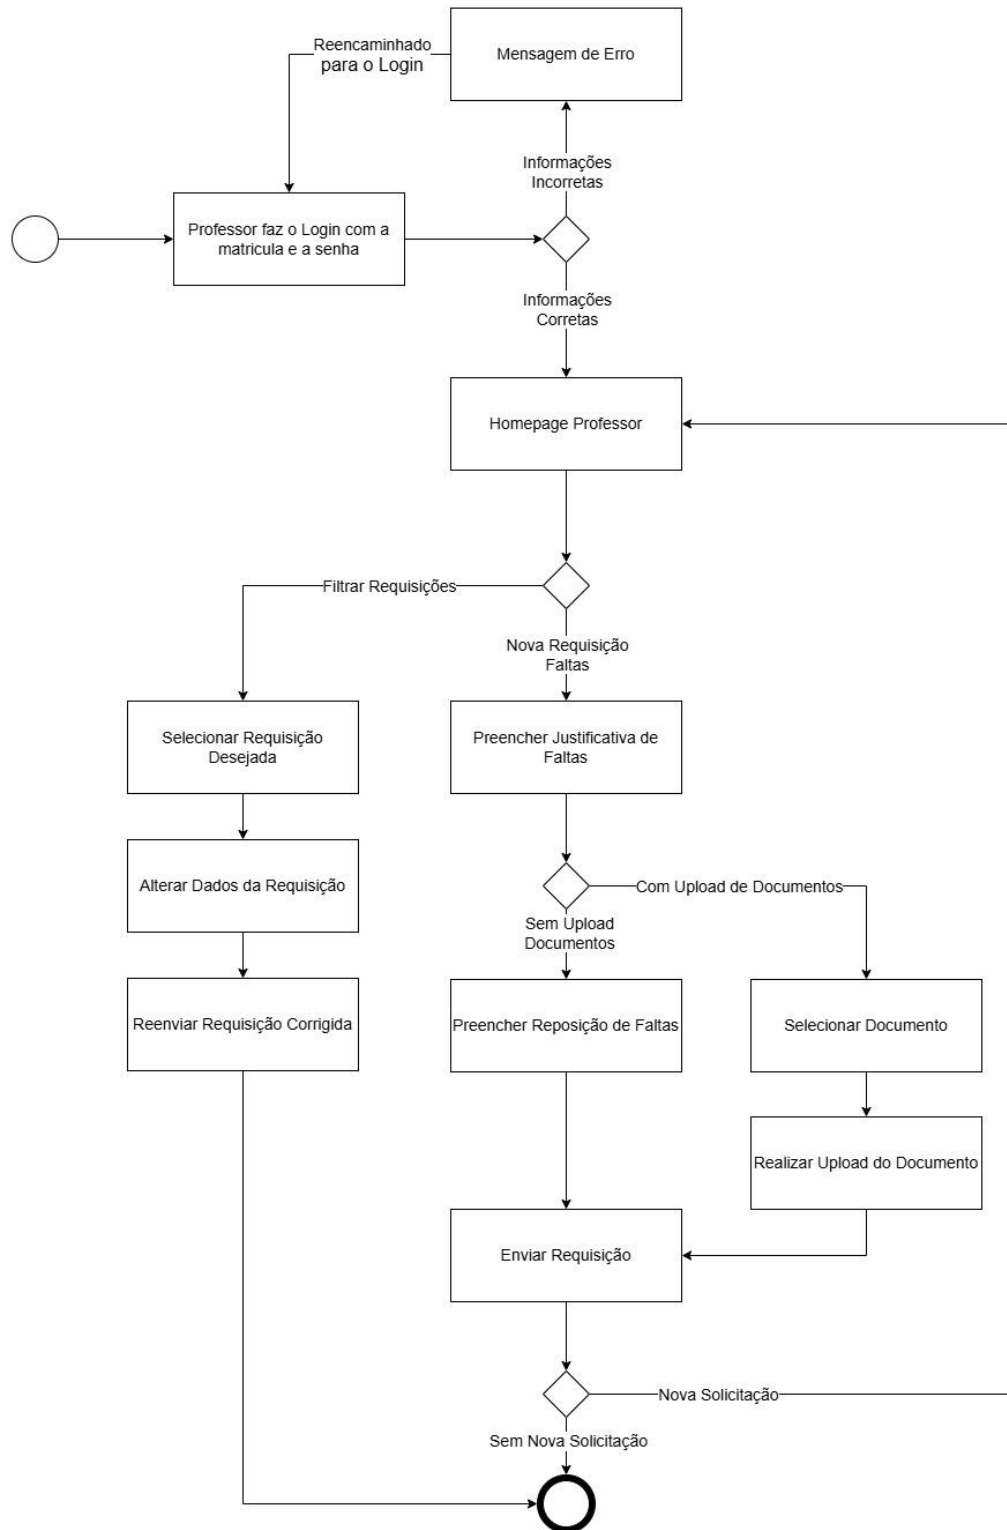 Reencaminhado
para o Login
Mensagem de Erro
Informações
Incorretas
Professor faz o Login com a
matricula e a senha
Informações
Corretas
Homepage Professor
Filtrar Requisições
Nova Requisição
Faltas
Selecionar Requisição
Desejada
Preencher Justificativa de
Faltas
Alterar Dados da Requisição
Com Upload de Documentos
Sem Upload
Documentos
Reenviar Requisição Corrigida
Preencher Reposição de Faltas
Selecionar Documento
Realizar Upload do Documento
Enviar Requisição
Nova Solicitação
Sem Nova Solicitação